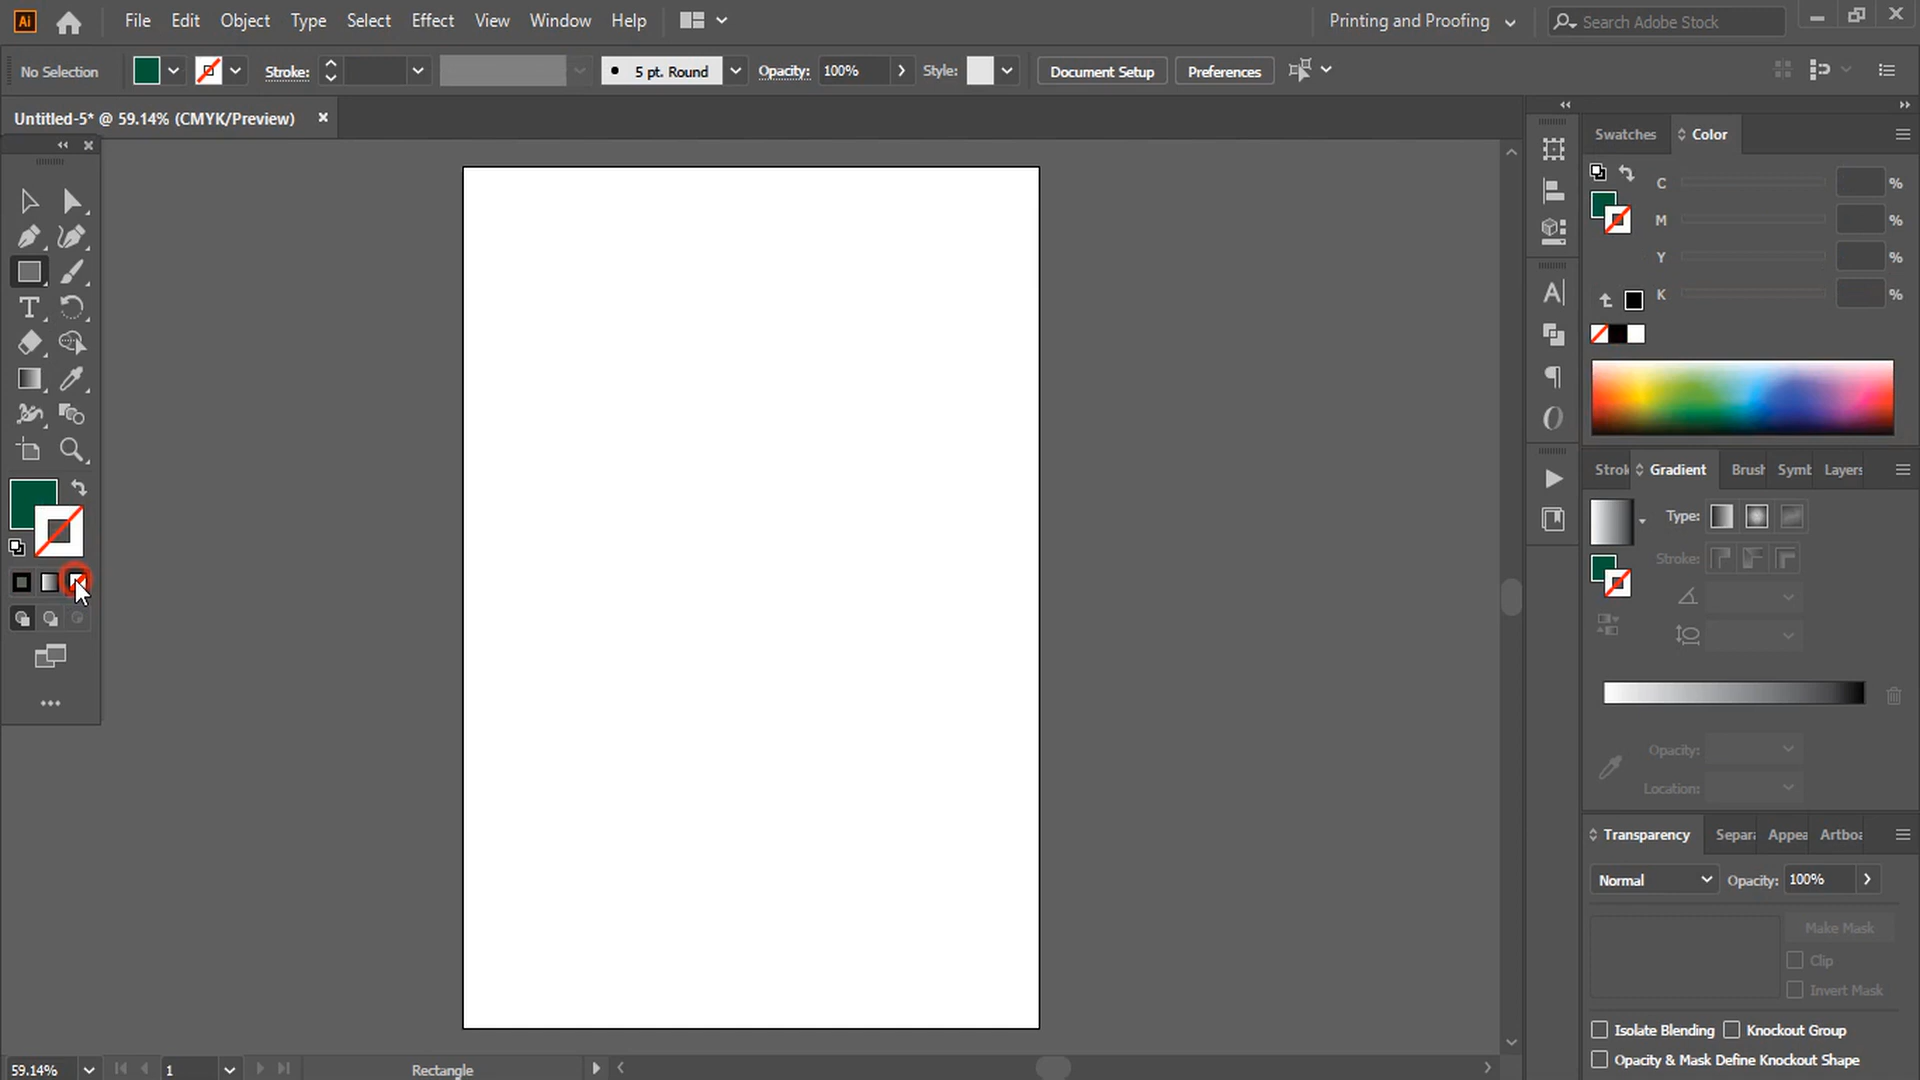 Ai File Edit Object Type Select Effect View Window Help Printing and Proofing Search Adobe Stock
No Selection Stroke: 5 pt. Round Opacity: 100% Style: Document Setup Preferences
Untitled-5* @ 59.14% (CMYK/Preview)
Swatches Color
C %
M %
Y %
K %
Strok Gradient Brush Symb Layers
Type:
Stroke:
Opacity:
Location:
Transparency Separ Appea Artboa
Normal Opacity: 100%
Make Mask
Clip
Invert Mask
Isolate Blending Knockout Group
Opacity & Mask Define Knockout Shape
59.14% 1 Rectangle